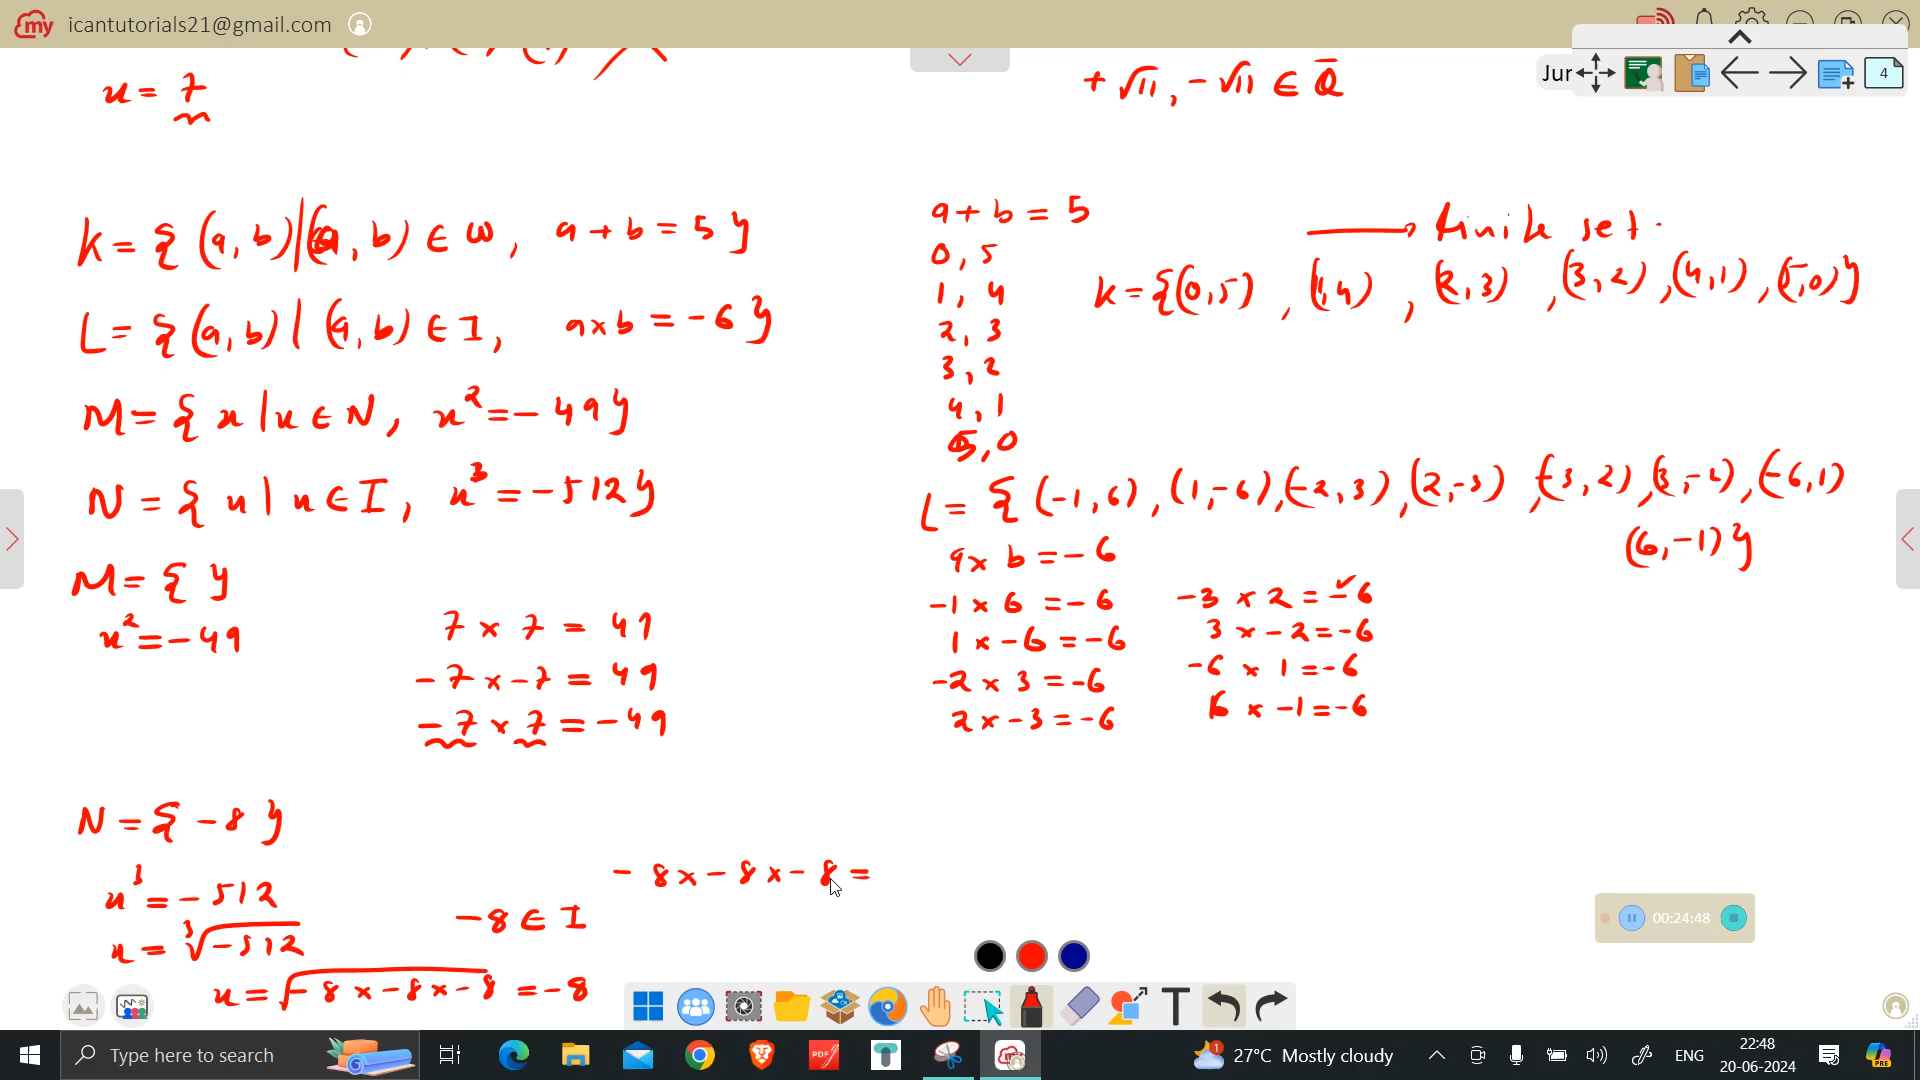 my icantutorials21@gmail.com
x = 7
+ √11, - √11 ∈ Q̄
Jur
4
K = { (a, b) | (a, b) ∈ W, a + b = 5 }
L = { (a, b) | (a, b) ∈ I, a x b = -6 }
M = { x | x ∈ N, x² = - 49 }
N = { x | x ∈ I, x³ = -512 }
M = { }
x² = - 49
7 x 7 = 49
- 7 x - 7 = 49
- 7 x 7 = - 49
N = { - 8 }
x³ = - 512
x = ³√-512
x = √-8 x -8 x -8 = -8
-8 ∈ I
- 8 x - 8 x - 8 =
a + b = 5
0, 5
1, 4
2, 3
3, 2
4, 1
5, 0
→ finite set.
K = {(0,5), (1,4), (2,3), (3,2), (4,1), (5,0)}
L = { (-1,6), (1,-6), (-2,3), (2,-3), (-3,2), (3,-2), (-6,1)
(6,-1) }
a x b = - 6
-1 x 6 = - 6
1 x -6 = -6
-2 x 3 = -6
2 x -3 = -6
-3 x 2 = -6
3 x - 2 = -6
-6 x 1 = -6
6 x -1 = -6
00:24:48
T
Type here to search
PDF
T
27°C Mostly cloudy
ENG
22:48
20-06-2024
PRE